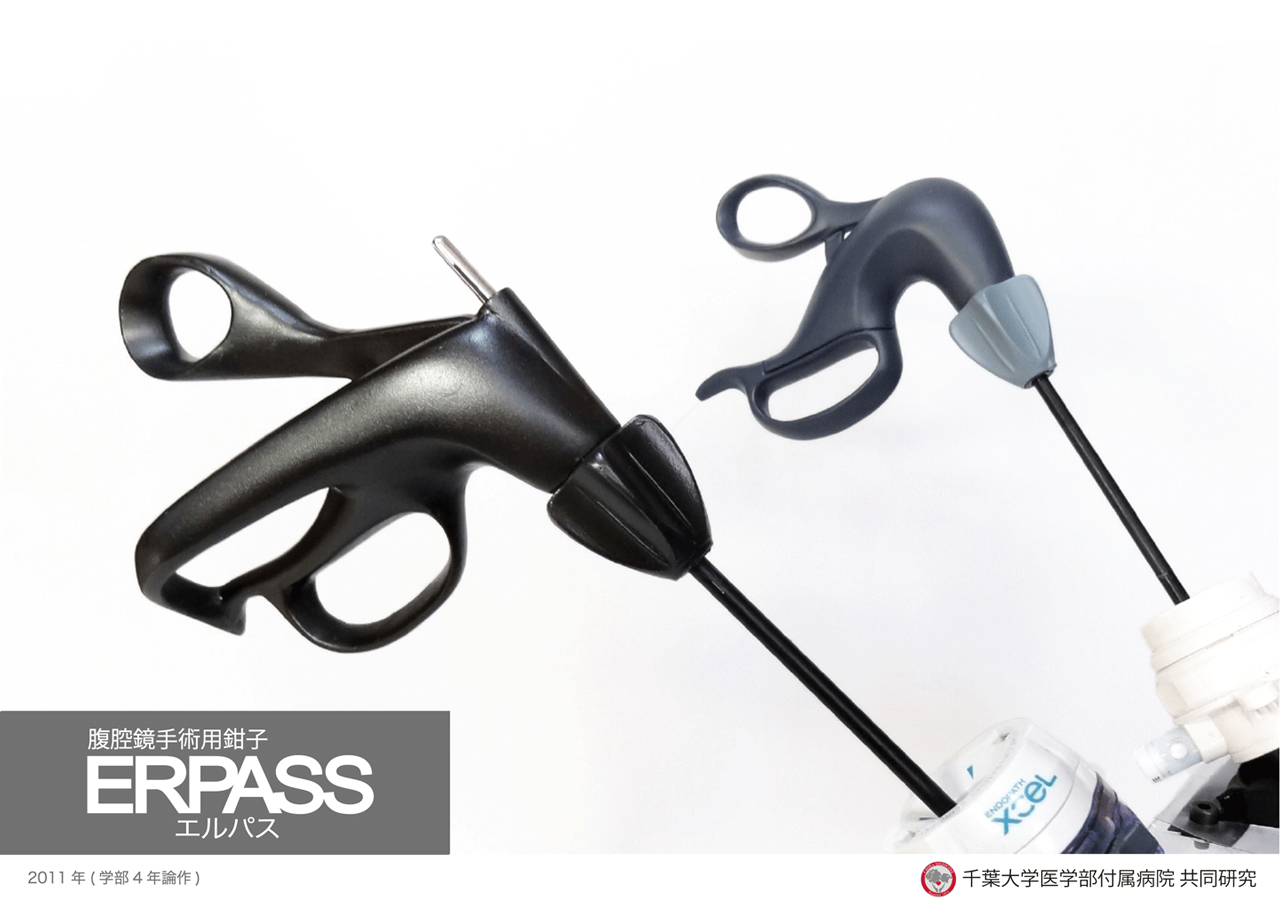 腹腔鏡手術用鉗子
ERPASS
エルパス
ENDOPATH
XCEL
2011 年 ( 学部 4 年論作 )
千葉大学医学部付属病院 共同研究